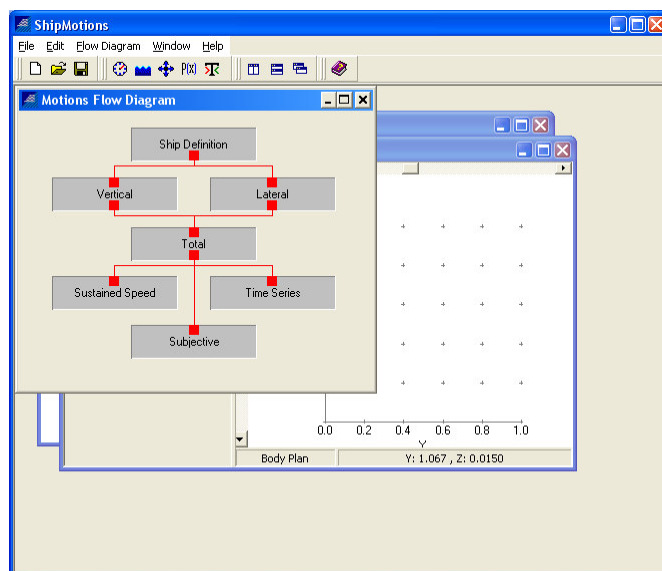 ShipMotions
File Edit Flow Diagram Window Help
P(x)
Motions Flow Diagram
Ship Definition
Vertical Lateral
Total
Sustained Speed Time Series
Subjective
0.0 0.2 0.4 0.6 0.8 1.0
Y
Body Plan Y: 1.067 , Z: 0.0150